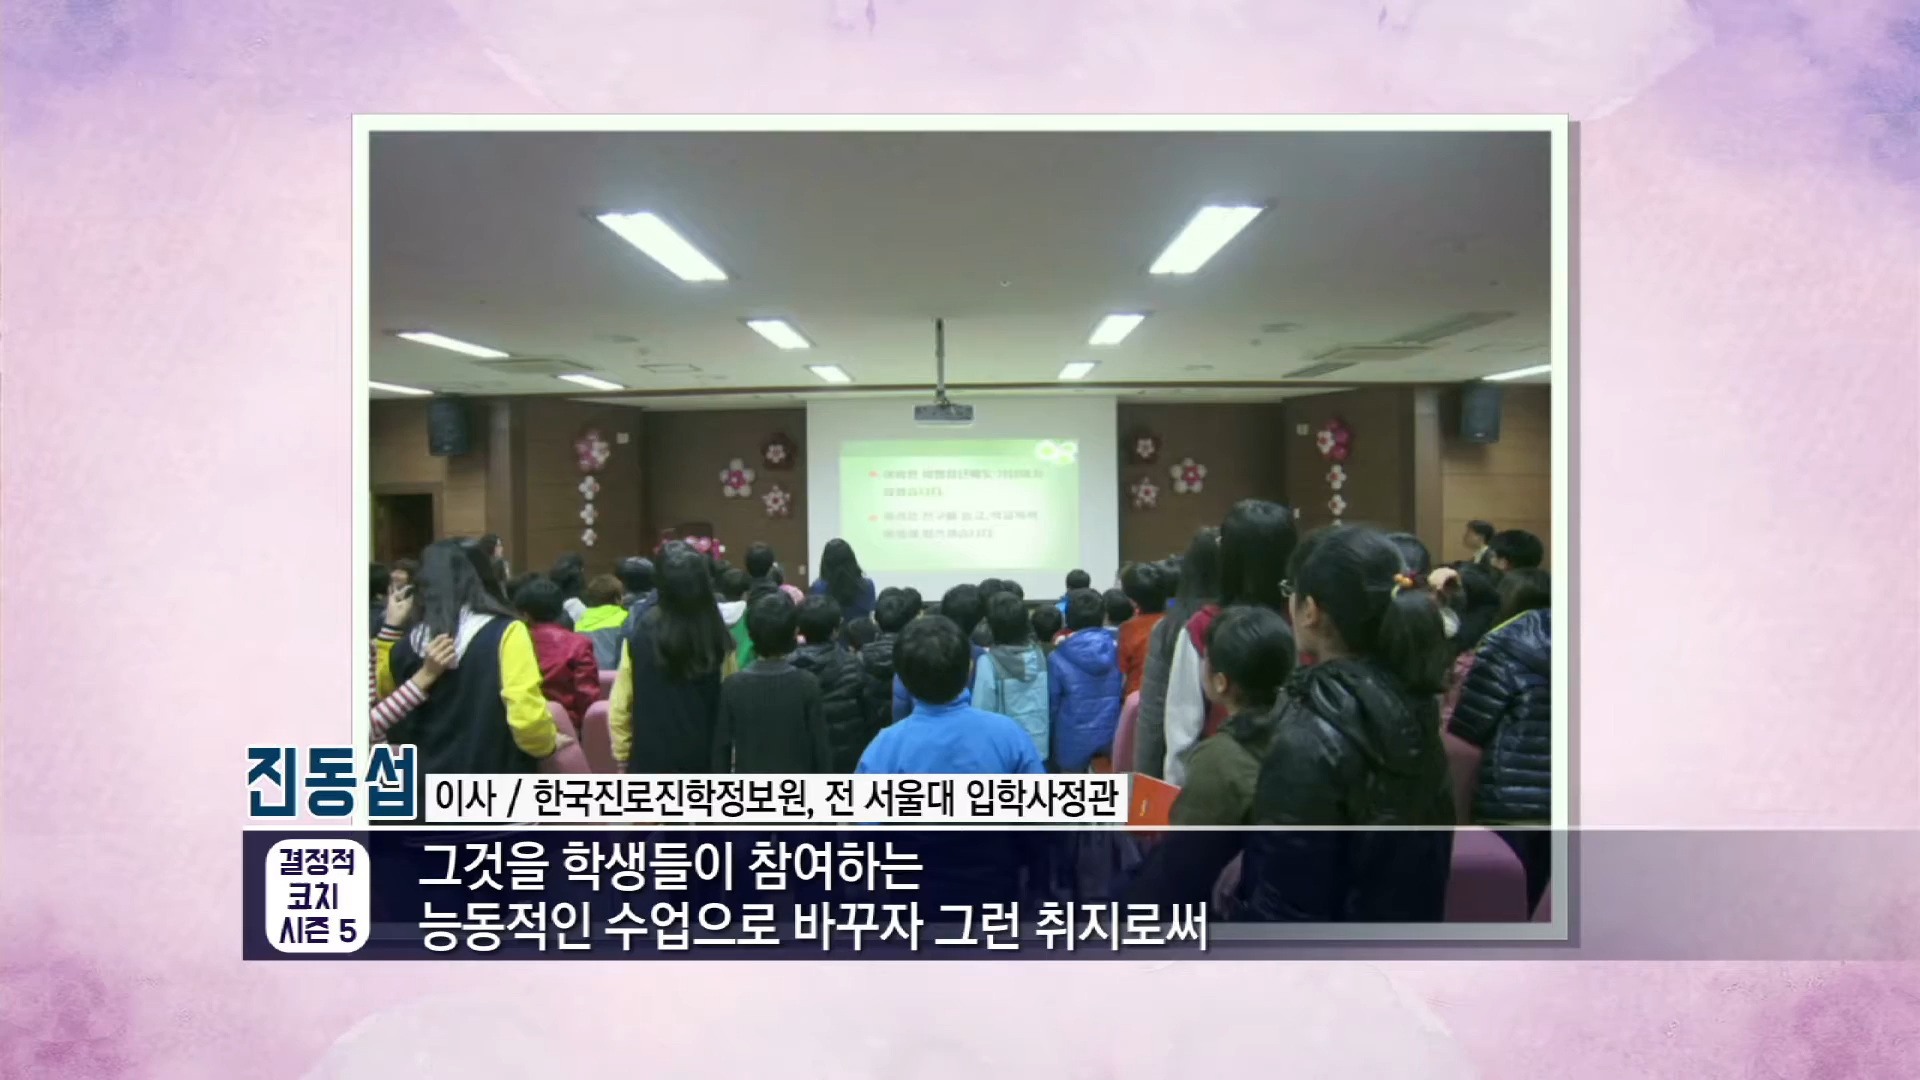 진동섭
이사 / 한국진로진학정보원, 전 서울대 입학사정관
결정적
코치
시즌 5
그것을 학생들이 참여하는
능동적인 수업으로 바꾸자 그런 취지로써